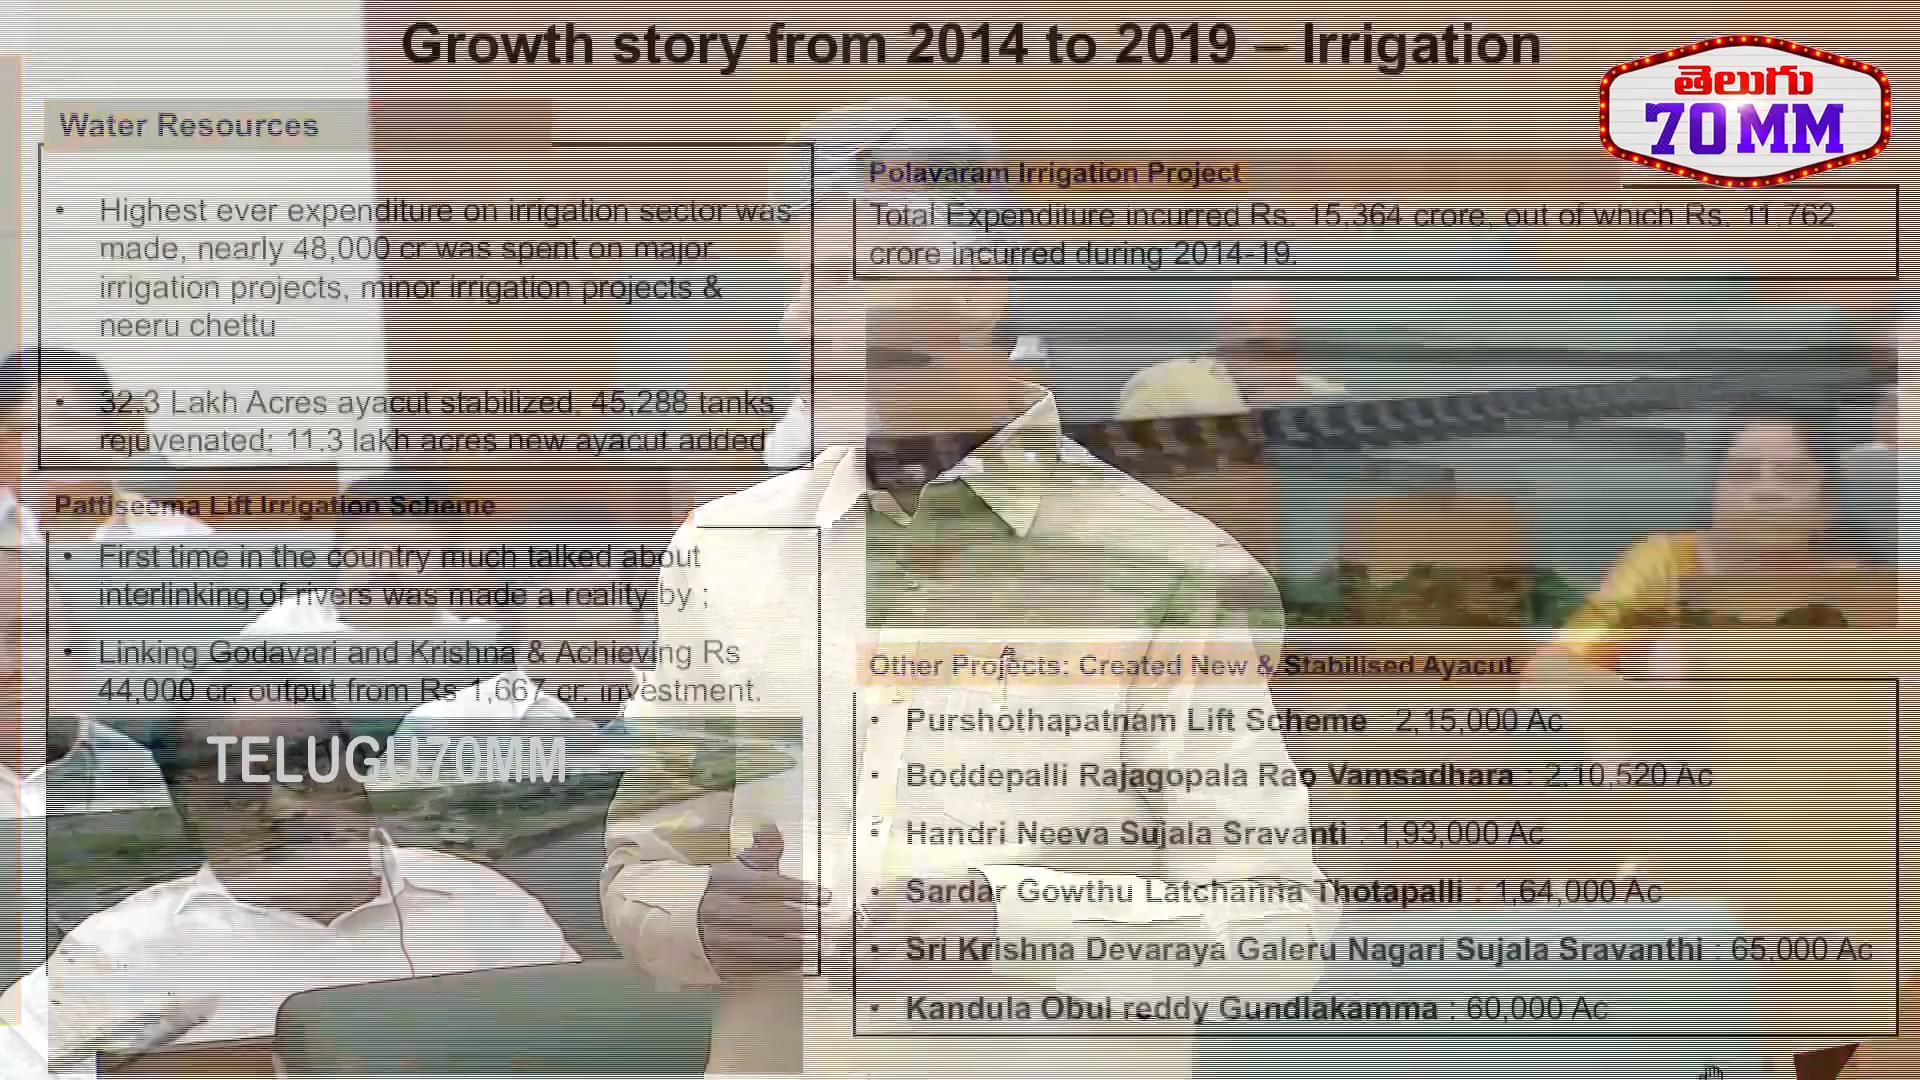 Growth story from 2014 to 2019 – Irrigation
తెలుగు
70MM
Water Resources
• Highest ever expenditure on irrigation sector was
made, nearly 48,000 cr was spent on major
irrigation projects, minor irrigation projects &
neeru chettu
• 32.3 Lakh Acres ayacut stabilized, 45,288 tanks
rejuvenated; 11.3 lakh acres new ayacut added
Pattiseema Lift Irrigation Scheme
• First time in the country much talked about
interlinking of rivers was made a reality by ;
• Linking Godavari and Krishna & Achieving Rs
44,000 cr, output from Rs 1,667 cr, investment.
TELUGU70MM
Polavaram Irrigation Project
Total Expenditure incurred Rs. 15,364 crore, out of which Rs. 11,762
crore incurred during 2014-19.
Other Projects: Created New & Stabilised Ayacut
• Purshothapatnam Lift Scheme : 2,15,000 Ac
• Boddepalli Rajagopala Rao Vamsadhara : 2,10,520 Ac
• Handri Neeva Sujala Sravanti : 1,93,000 Ac
• Sardar Gowthu Latchanna Thotapalli : 1,64,000 Ac
• Sri Krishna Devaraya Galeru Nagari Sujala Sravanthi : 65,000 Ac
• Kandula Obul reddy Gundlakamma : 60,000 Ac